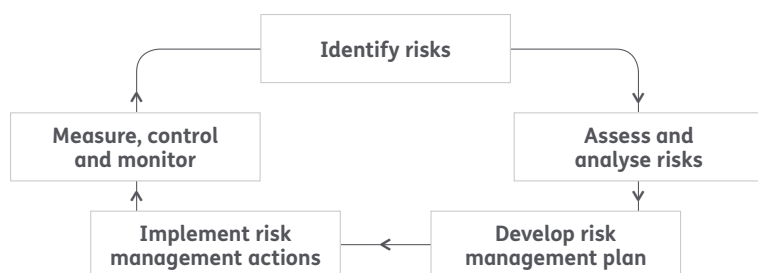 Identify risks
Assess and
analyse risks
Develop risk
management plan
Implement risk
management actions
Measure, control
and monitor